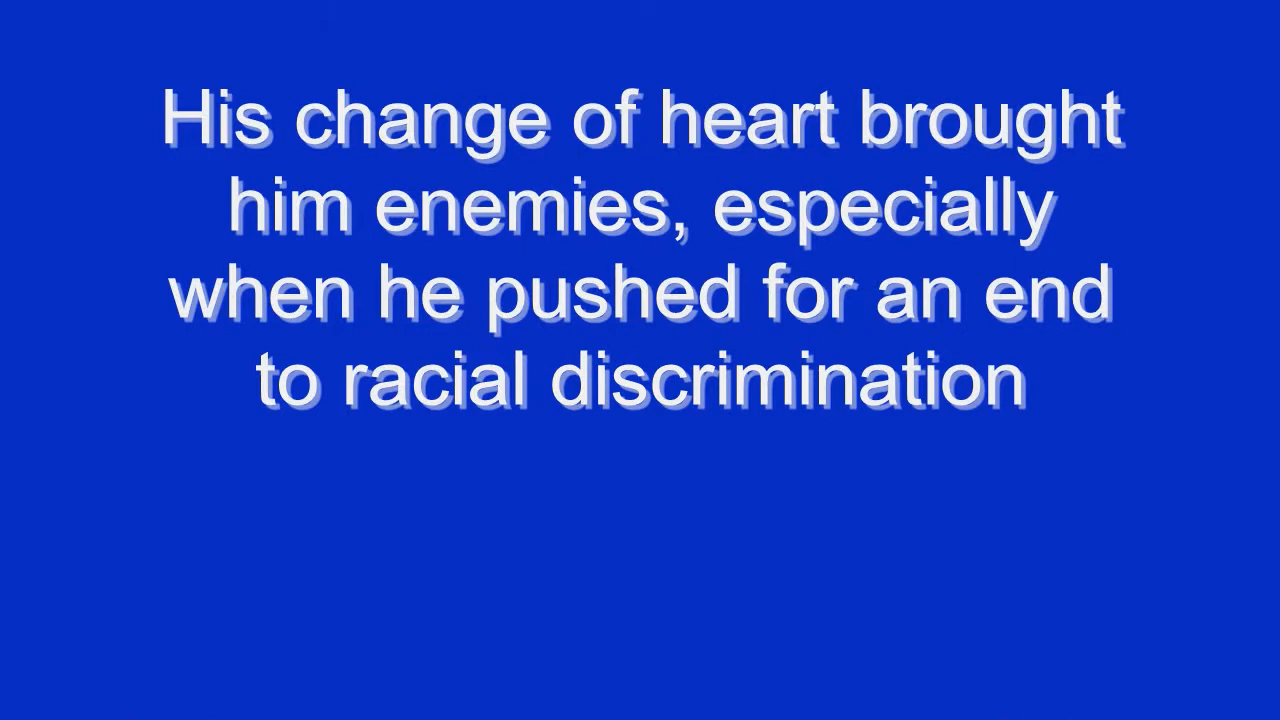 His change of heart brought
him enemies, especially
when he pushed for an end
to racial discrimination